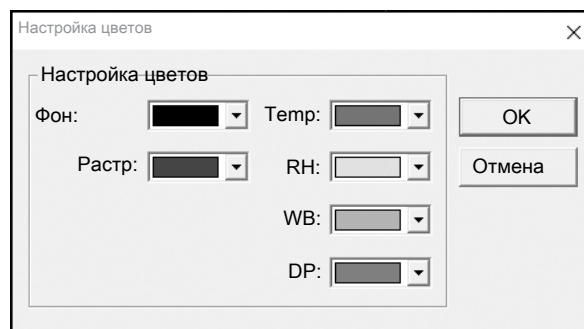 Настройка цветов
Настройка цветов
Фон:
Temp:
OK
Растр:
RH:
Отмена
WB:
DP: